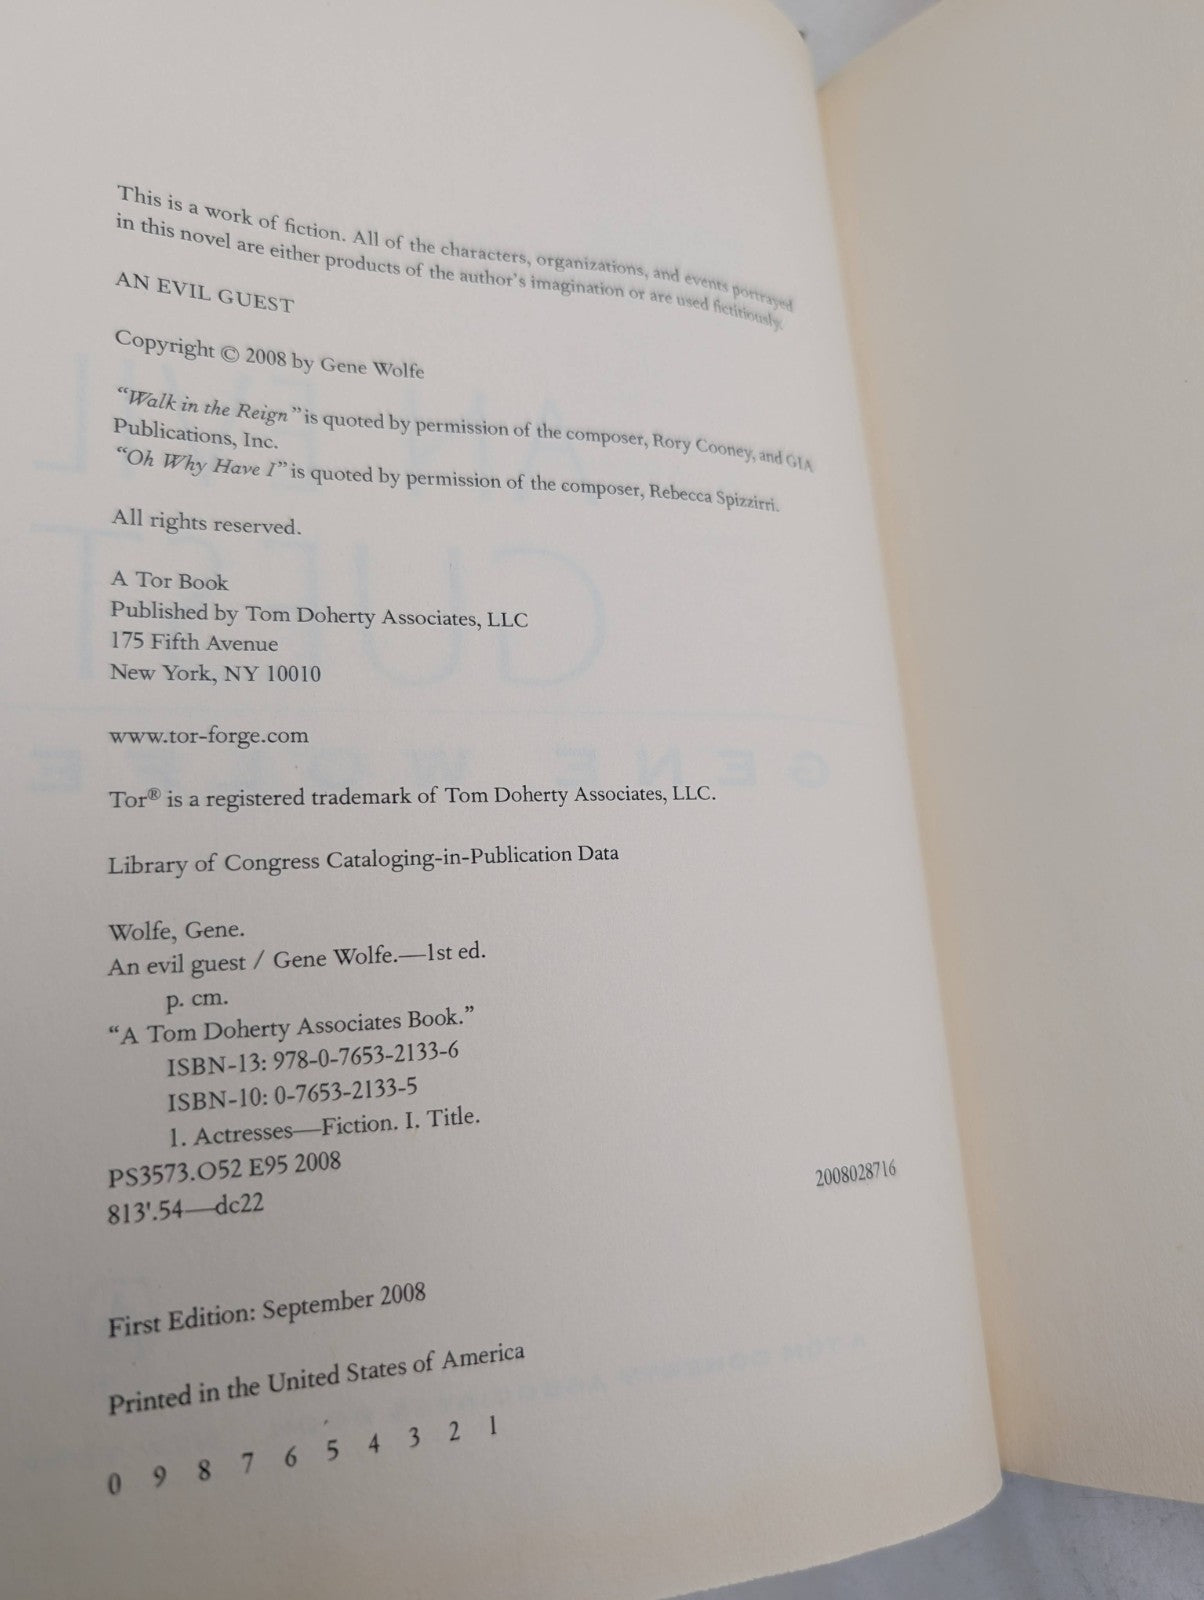 This is a work of fiction. All of the characters, organizations, and events portrayed
in this novel are either products of the author's imagination or are used fictitiously.
AN EVIL GUEST
Copyright © 2008 by Gene Wolfe
“Walk in the Reign” is quoted by permission of the composer, Rory Cooney, and GIA
Publications, Inc.
“Oh Why Have I” is quoted by permission of the composer, Rebecca Spizzirri.
All rights reserved.
A Tor Book
Published by Tom Doherty Associates, LLC
175 Fifth Avenue
New York, NY 10010
www.tor-forge.com
Tor® is a registered trademark of Tom Doherty Associates, LLC.
Library of Congress Cataloging-in-Publication Data
Wolfe, Gene.
An evil guest / Gene Wolfe.—1st ed.
p. cm.
“A Tom Doherty Associates Book.”
ISBN-13: 978-0-7653-2133-6
ISBN-10: 0-7653-2133-5
1. Actresses—Fiction. I. Title.
PS3573.O52 E95 2008
813'.54—dc22
2008028716
First Edition: September 2008
Printed in the United States of America
0 9 8 7 6 5 4 3 2 1